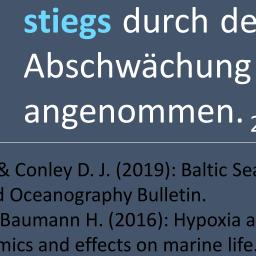 stiegs durch de
Abschwächung
angenommen. 2
& Conley D. J. (2019): Baltic Sea
d Oceanography Bulletin.
Baumann H. (2016): Hypoxia a
mics and effects on marine life.